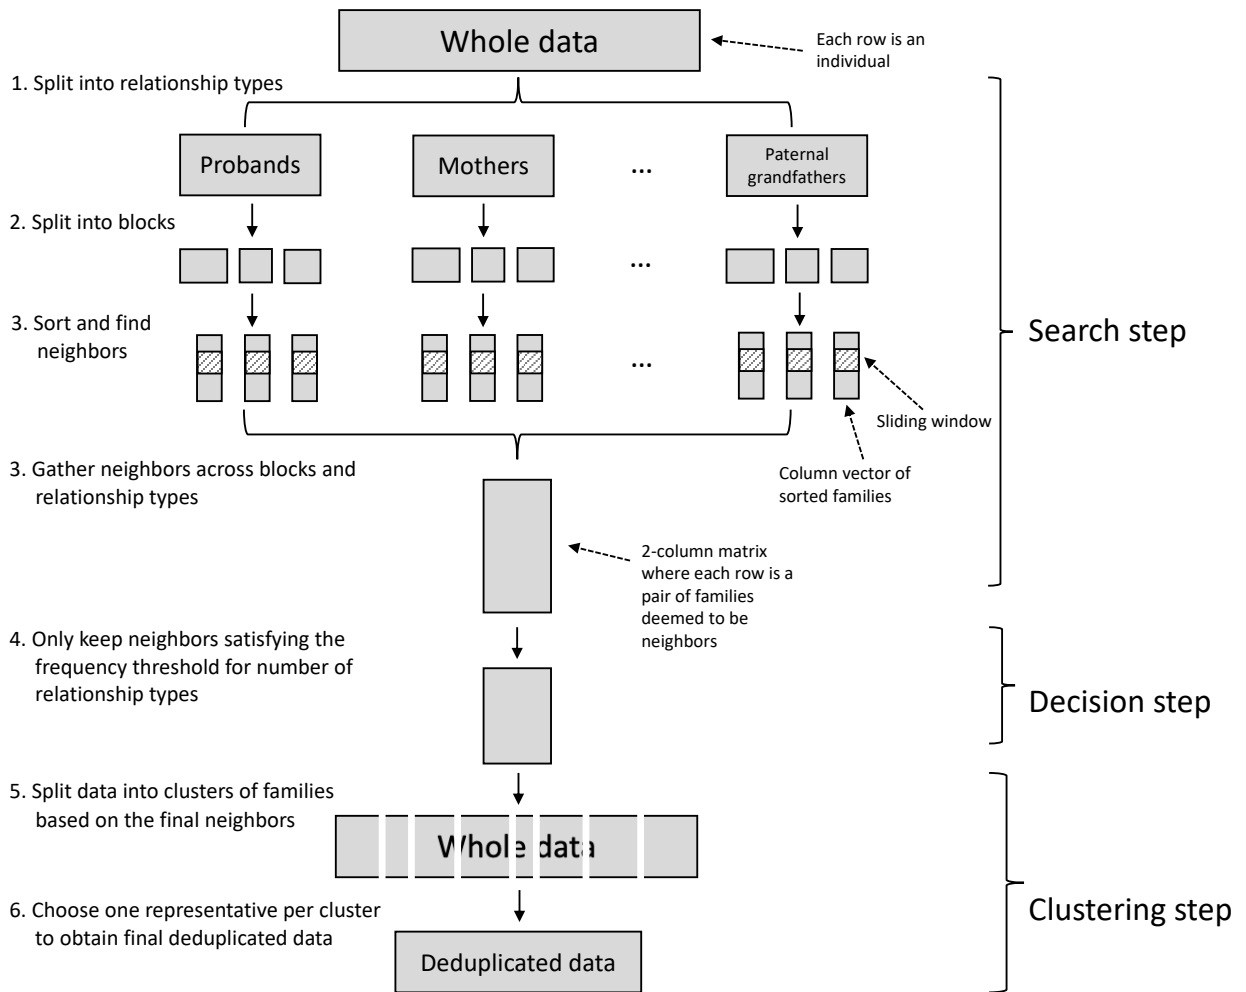 Whole data
Each row is an
individual
1. Split into relationship types
Probands
Mothers
...
Paternal
grandfathers
2. Split into blocks
...
3. Sort and find
neighbors
...
Search step
Sliding window
3. Gather neighbors across blocks and
relationship types
Column vector of
sorted families
2-column matrix
where each row is a
pair of families
deemed to be
neighbors
4. Only keep neighbors satisfying the
frequency threshold for number of
relationship types
Decision step
5. Split data into clusters of families
based on the final neighbors
Whole data
6. Choose one representative per cluster
to obtain final deduplicated data
Clustering step
Deduplicated data